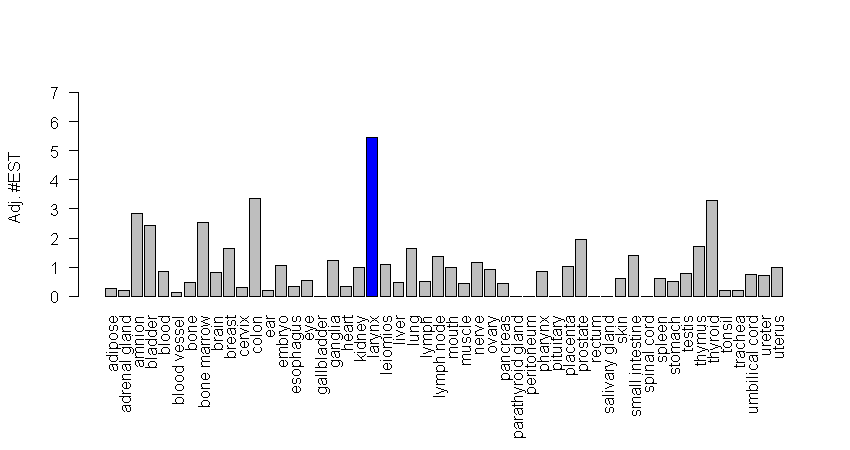 Adj. #EST
7
6
5
4
3
2
1
0
adipose
adrenal gland
amnion
bladder
blood
blood vessel
bone
bone marrow
brain
breast
cervix
colon
ear
embryo
esophagus
eye
gallbladder
ganglia
heart
kidney
larynx
leiomios
liver
lung
lymph
lymph node
mouth
muscle
nerve
ovary
pancreas
parathyroid gland
peritoneum
pharynx
pituitary
placenta
prostate
rectum
salivary gland
skin
small intestine
spinal cord
spleen
stomach
testis
thymus
thyroid
tonsil
trachea
umbilical cord
ureter
uterus